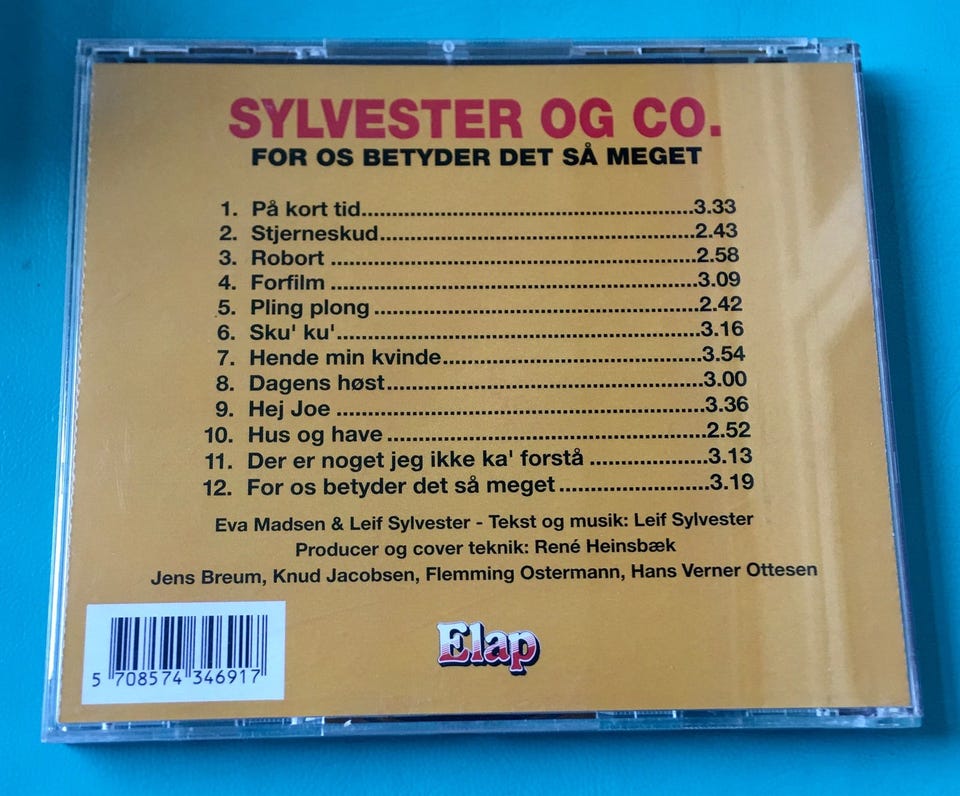 SYLVESTER OG CO.
FOR OS BETYDER DET SÅ MEGET
1. På kort tid......................................................3.33
2. Stjerneskud..................................................2.43
3. Robort .........................................................2.58
4. Forfilm .........................................................3.09
5. Pling plong ...................................................2.42
6. Sku' ku'.........................................................3.16
7. Hende min kvinde.........................................3.54
8. Dagens høst..................................................3.00
9. Hej Joe .........................................................3.36
10. Hus og have .................................................2.52
11. Der er noget jeg ikke ka' forstå ...................3.13
12. For os betyder det så meget.......................3.19
Eva Madsen & Leif Sylvester - Tekst og musik: Leif Sylvester
Producer og cover teknik: René Heinsbæk
Jens Breum, Knud Jacobsen, Flemming Ostermann, Hans Verner Ottesen
Elap
5 708574 346917